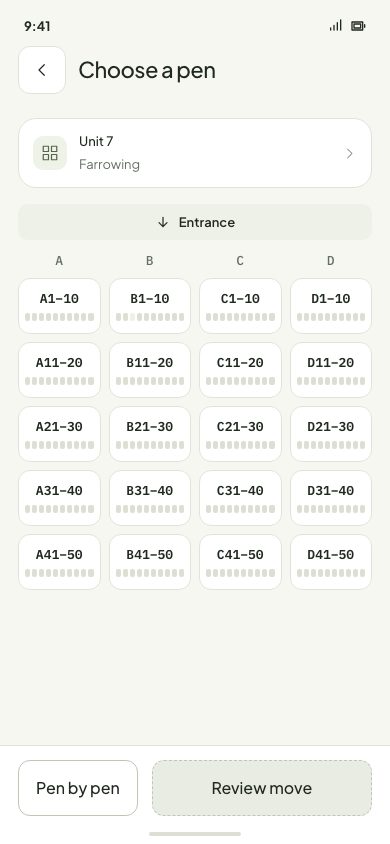 9:41
Choose a pen
Unit 7
Farrowing
Entrance
A B C D
A1–10 B1–10 C1–10 D1–10
A11–20 B11–20 C11–20 D11–20
A21–30 B21–30 C21–30 D21–30
A31–40 B31–40 C31–40 D31–40
A41–50 B41–50 C41–50 D41–50
Pen by pen Review move